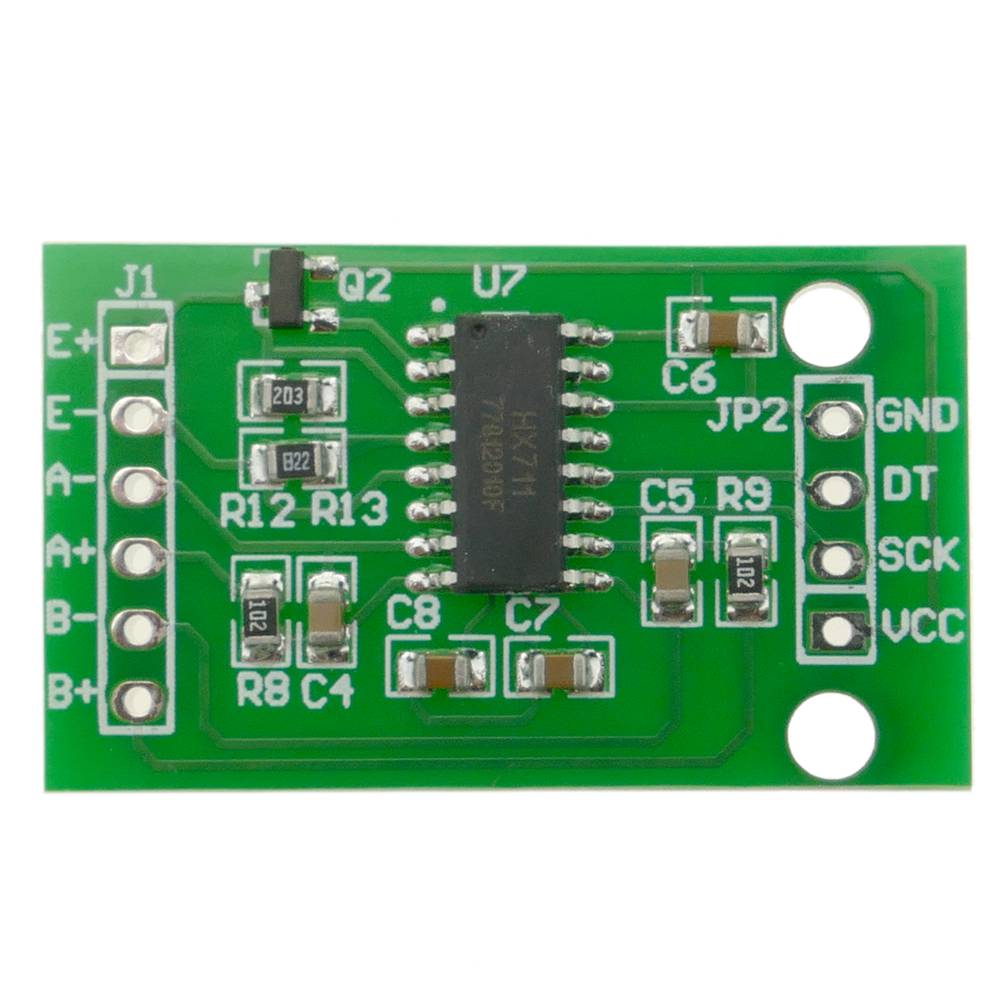 J1
Q2
U7
E+
E-
A-
A+
B-
B+
203
822
R12 R13
HX711
C6
JP2
GND
DT
SCK
VCC
C5 R9
102
102
R8 C4
C8
C7